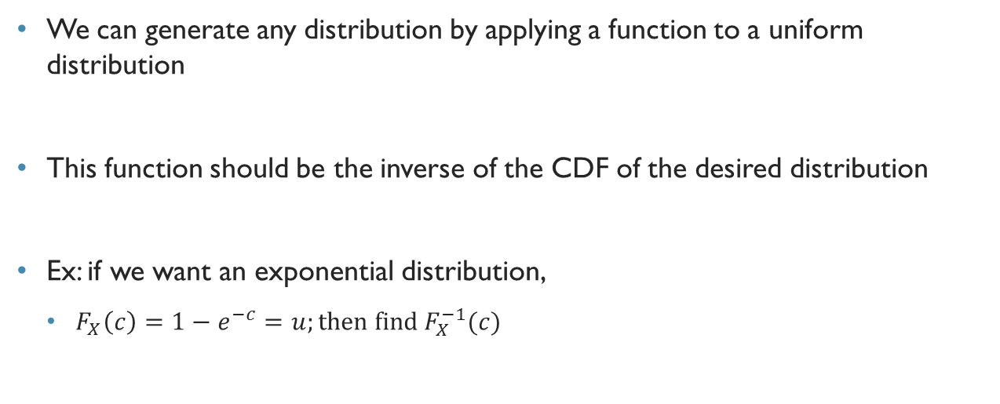 • We can generate any distribution by applying a function to a uniform
distribution
• This function should be the inverse of the CDF of the desired distribution
• Ex: if we want an exponential distribution,
• F_X(c) = 1 − e^{−c} = u; then find F_X^{−1}(c)